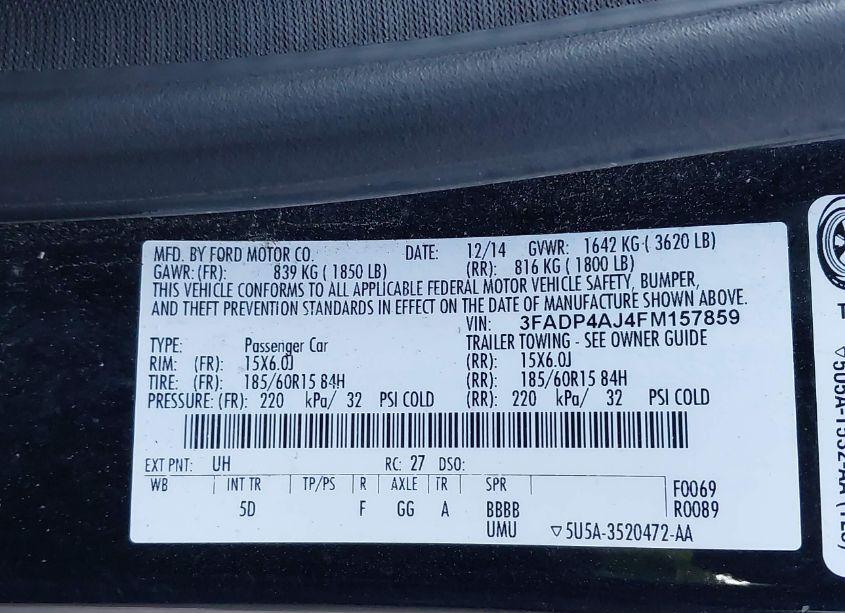 MFD. BY FORD MOTOR CO. DATE: 12/14 GVWR: 1642 KG ( 3620 LB)
GAWR: (FR): 839 KG ( 1850 LB) (RR): 816 KG ( 1800 LB)
THIS VEHICLE CONFORMS TO ALL APPLICABLE FEDERAL MOTOR VEHICLE SAFETY, BUMPER,
AND THEFT PREVENTION STANDARDS IN EFFECT ON THE DATE OF MANUFACTURE SHOWN ABOVE.
VIN: 3FADP4AJ4FM157859
TYPE: Passenger Car TRAILER TOWING - SEE OWNER GUIDE
RIM: (FR): 15X6.0J (RR): 15X6.0J
TIRE: (FR): 185/60R15 84H (RR): 185/60R15 84H
PRESSURE: (FR): 220 kPa/ 32 PSI COLD (RR): 220 kPa/ 32 PSI COLD
EXT PNT: UH RC: 27 DSO:
WB INT TR TP/PS R AXLE TR SPR F0069
5D F GG A BBBB R0089
UMU ▽5U5A-3520472-AA